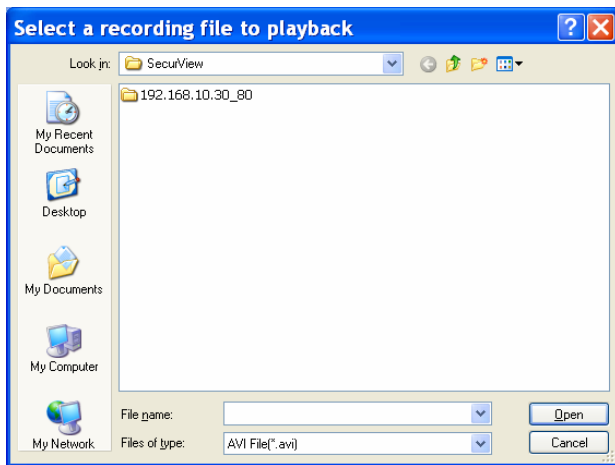 Select a recording file to playback
Look in: SecurView
192.168.10.30_80
My Recent
Documents
Desktop
My Documents
My Computer
My Network
File name:
Open
Files of type: AVI File(*.avi)
Cancel